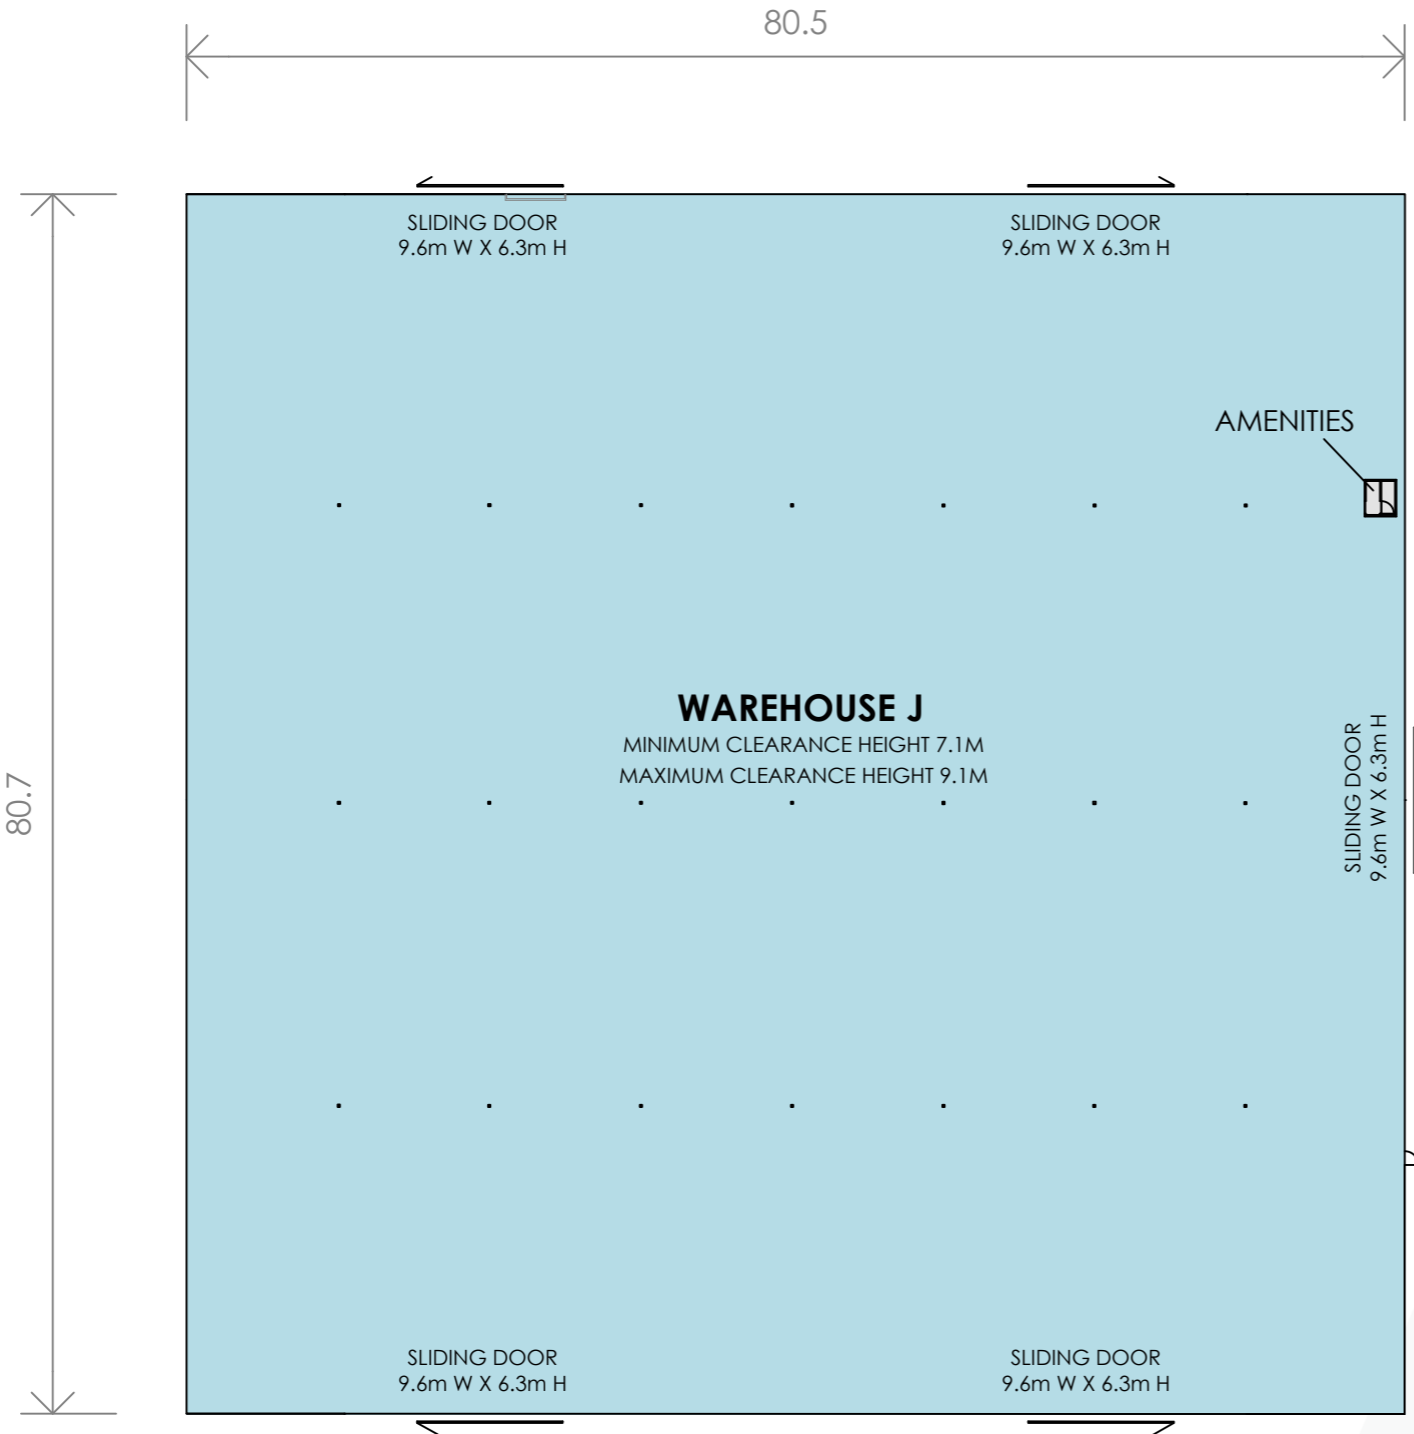 80.5
SLIDING DOOR
9.6m W X 6.3m H
SLIDING DOOR
9.6m W X 6.3m H
AMENITIES
WAREHOUSE J
MINIMUM CLEARANCE HEIGHT 7.1M
MAXIMUM CLEARANCE HEIGHT 9.1M
80.7
SLIDING DOOR
9.6m W X 6.3m H
SLIDING DOOR
9.6m W X 6.3m H
SLIDING DOOR
9.6m W X 6.3m H